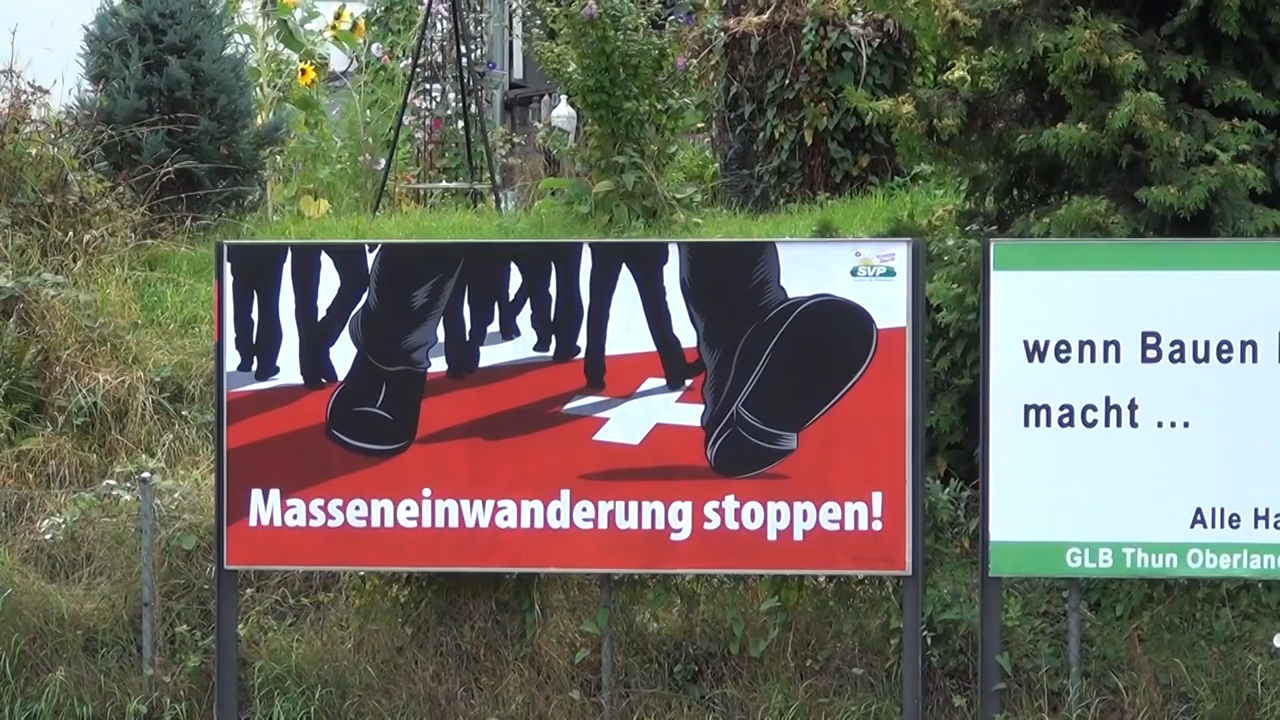 SVP
Masseneinwanderung stoppen!
wenn Bauen
macht ...
Alle Ha
GLB Thun Oberlan